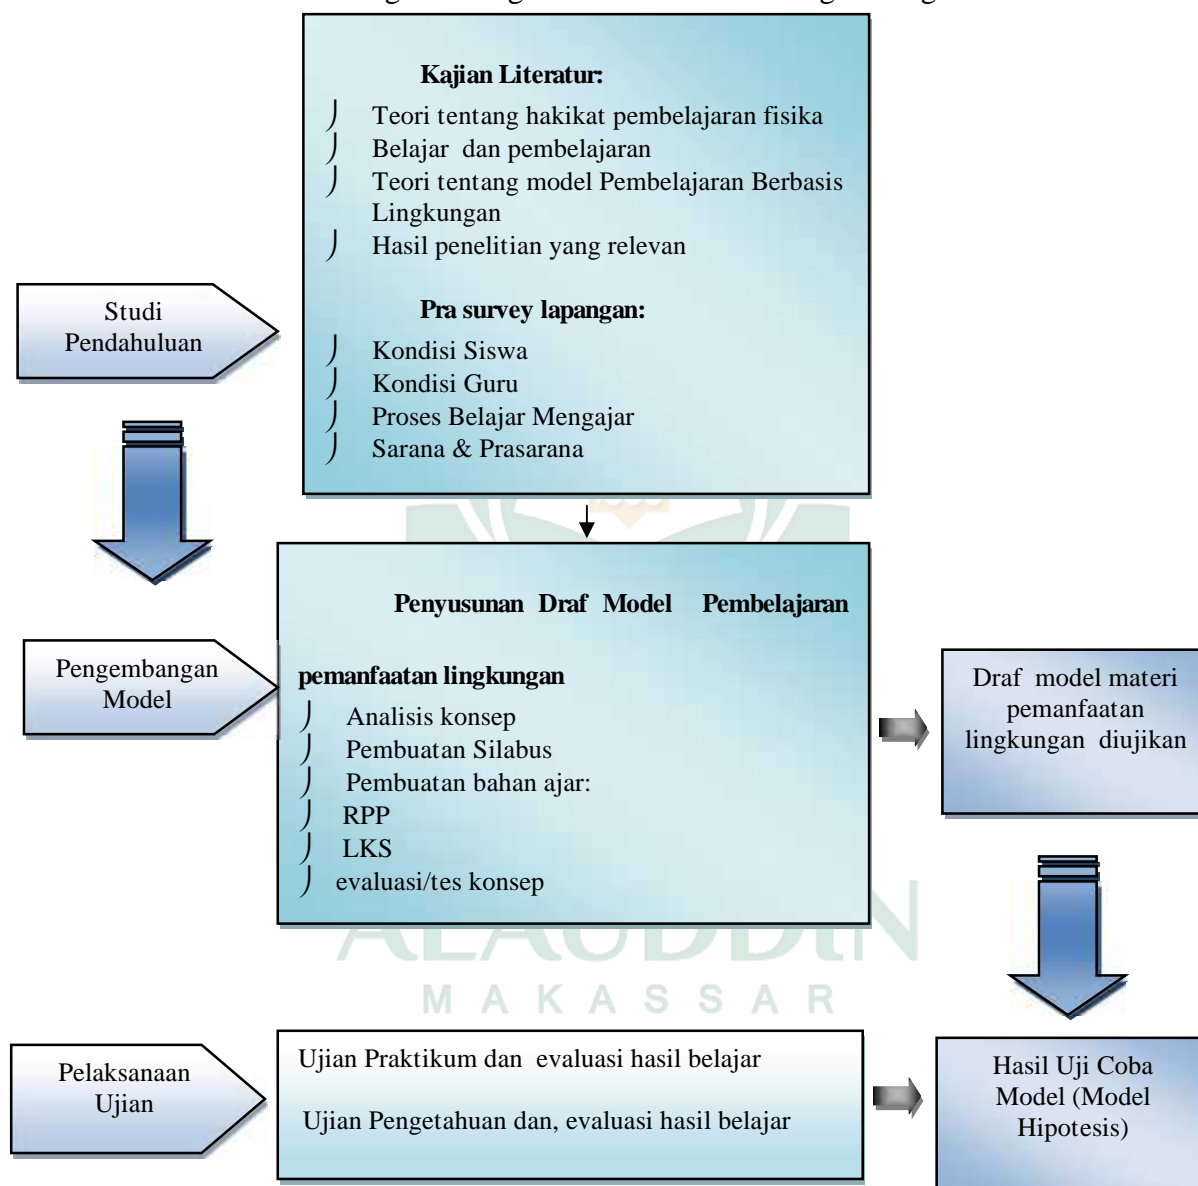 Kajian Literatur:
⌡ Teori tentang hakikat pembelajaran fisika
⌡ Belajar dan pembelajaran
⌡ Teori tentang model Pembelajaran Berbasis
Lingkungan
⌡ Hasil penelitian yang relevan
Pra survey lapangan:
⌡ Kondisi Siswa
⌡ Kondisi Guru
⌡ Proses Belajar Mengajar
⌡ Sarana & Prasarana
Studi
Pendahuluan
Pengembangan
Model
Penyusunan Draf Model Pembelajaran
pemanfaatan lingkungan
⌡ Analisis konsep
⌡ Pembuatan Silabus
⌡ Pembuatan bahan ajar:
⌡ RPP
⌡ LKS
⌡ evaluasi/tes konsep
Draf model materi
pemanfaatan
lingkungan diujikan
ALAUDDIN
MAKASSAR
Pelaksanaan
Ujian
Ujian Praktikum dan evaluasi hasil belajar
Ujian Pengetahuan dan, evaluasi hasil belajar
Hasil Uji Coba
Model (Model
Hipotesis)